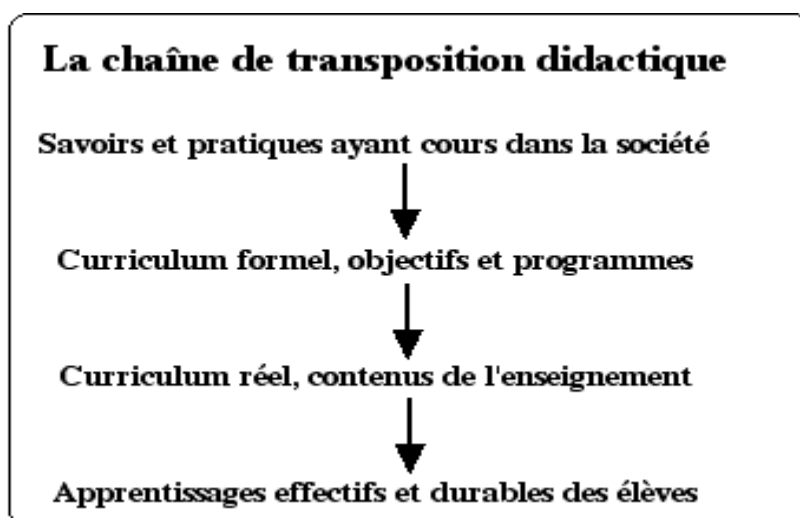 La chaîne de transposition didactique
Savoirs et pratiques ayant cours dans la société
Curriculum formel, objectifs et programmes
Curriculum réel, contenus de l'enseignement
Apprentissages effectifs et durables des élèves